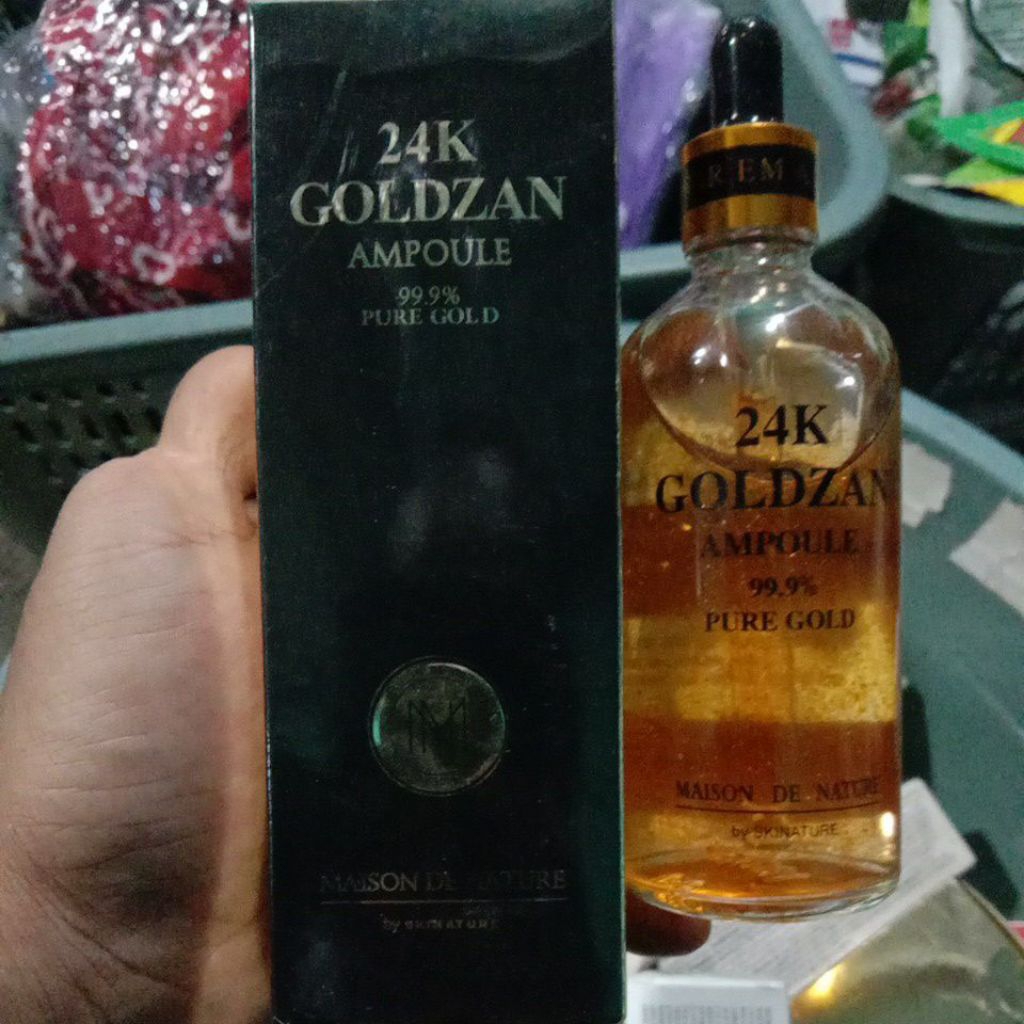 24K
GOLDZAN
AMPOULE
99.9%
PURE GOLD
MAISON DE NATURE
by SKINATURE
24K
GOLDZAN
AMPOULE
99.9%
PURE GOLD
MAISON DE NATURE
by SKINATURE